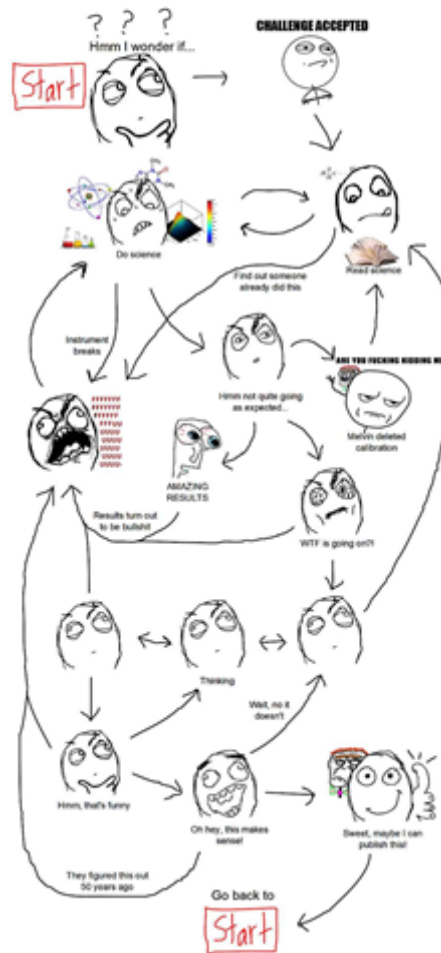 ? ? ?
Hmm I wonder if...
Start
CHALLENGE ACCEPTED
Do science
Read science
Find out someone
already did this
Instrument
breaks
Hmm not quite going
as expected...
ARE YOU FUCKING KIDDING ME
Melvin deleted
calibration
AMAZING
RESULTS
Results turn out
to be bullshit
WTF is going on?!
Thinking
Wait, no it
doesn't
Hmm, that's funny
Oh hey, this makes
sense!
Sweet, maybe I can
publish this!
They figured this out
50 years ago
Go back to
Start